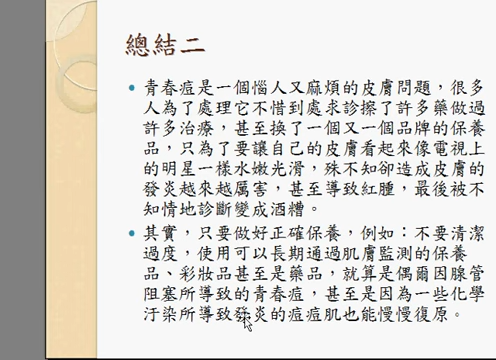 總結二
青春痘是一個惱人又麻煩的皮膚問題，很多
人為了處理它不惜到處求診擦了許多藥做過
許多治療，甚至換了一個又一個品牌的保養
品，只為了要讓自己的皮膚看起來像電視上
的明星一樣水嫩光滑，殊不知卻造成皮膚的
發炎越來越厲害，甚至導致紅腫，最後被不
知情地診斷變成酒糟。
其實，只要做好正確保養，例如：不要清潔
過度，使用可以長期通過肌膚監測的保養
品、彩妝品甚至是藥品，就算是偶爾因腺管
阻塞所導致的青春痘，甚至是因為一些化學
汙染所導致發炎的痘痘肌也能慢慢復原。